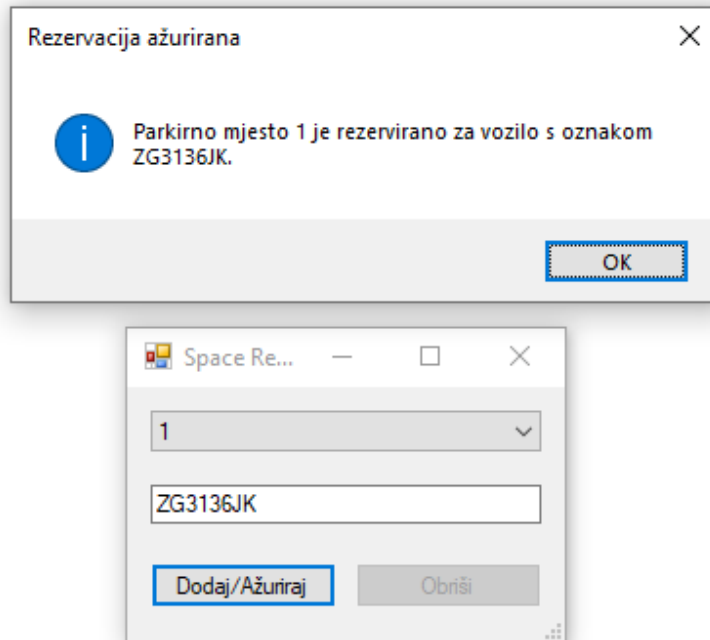 Rezervacija ažurirana
Parkirno mjesto 1 je rezervirano za vozilo s oznakom
ZG3136JK.
OK
Space Re...
1
ZG3136JK
Dodaj/Ažuriraj Obriši